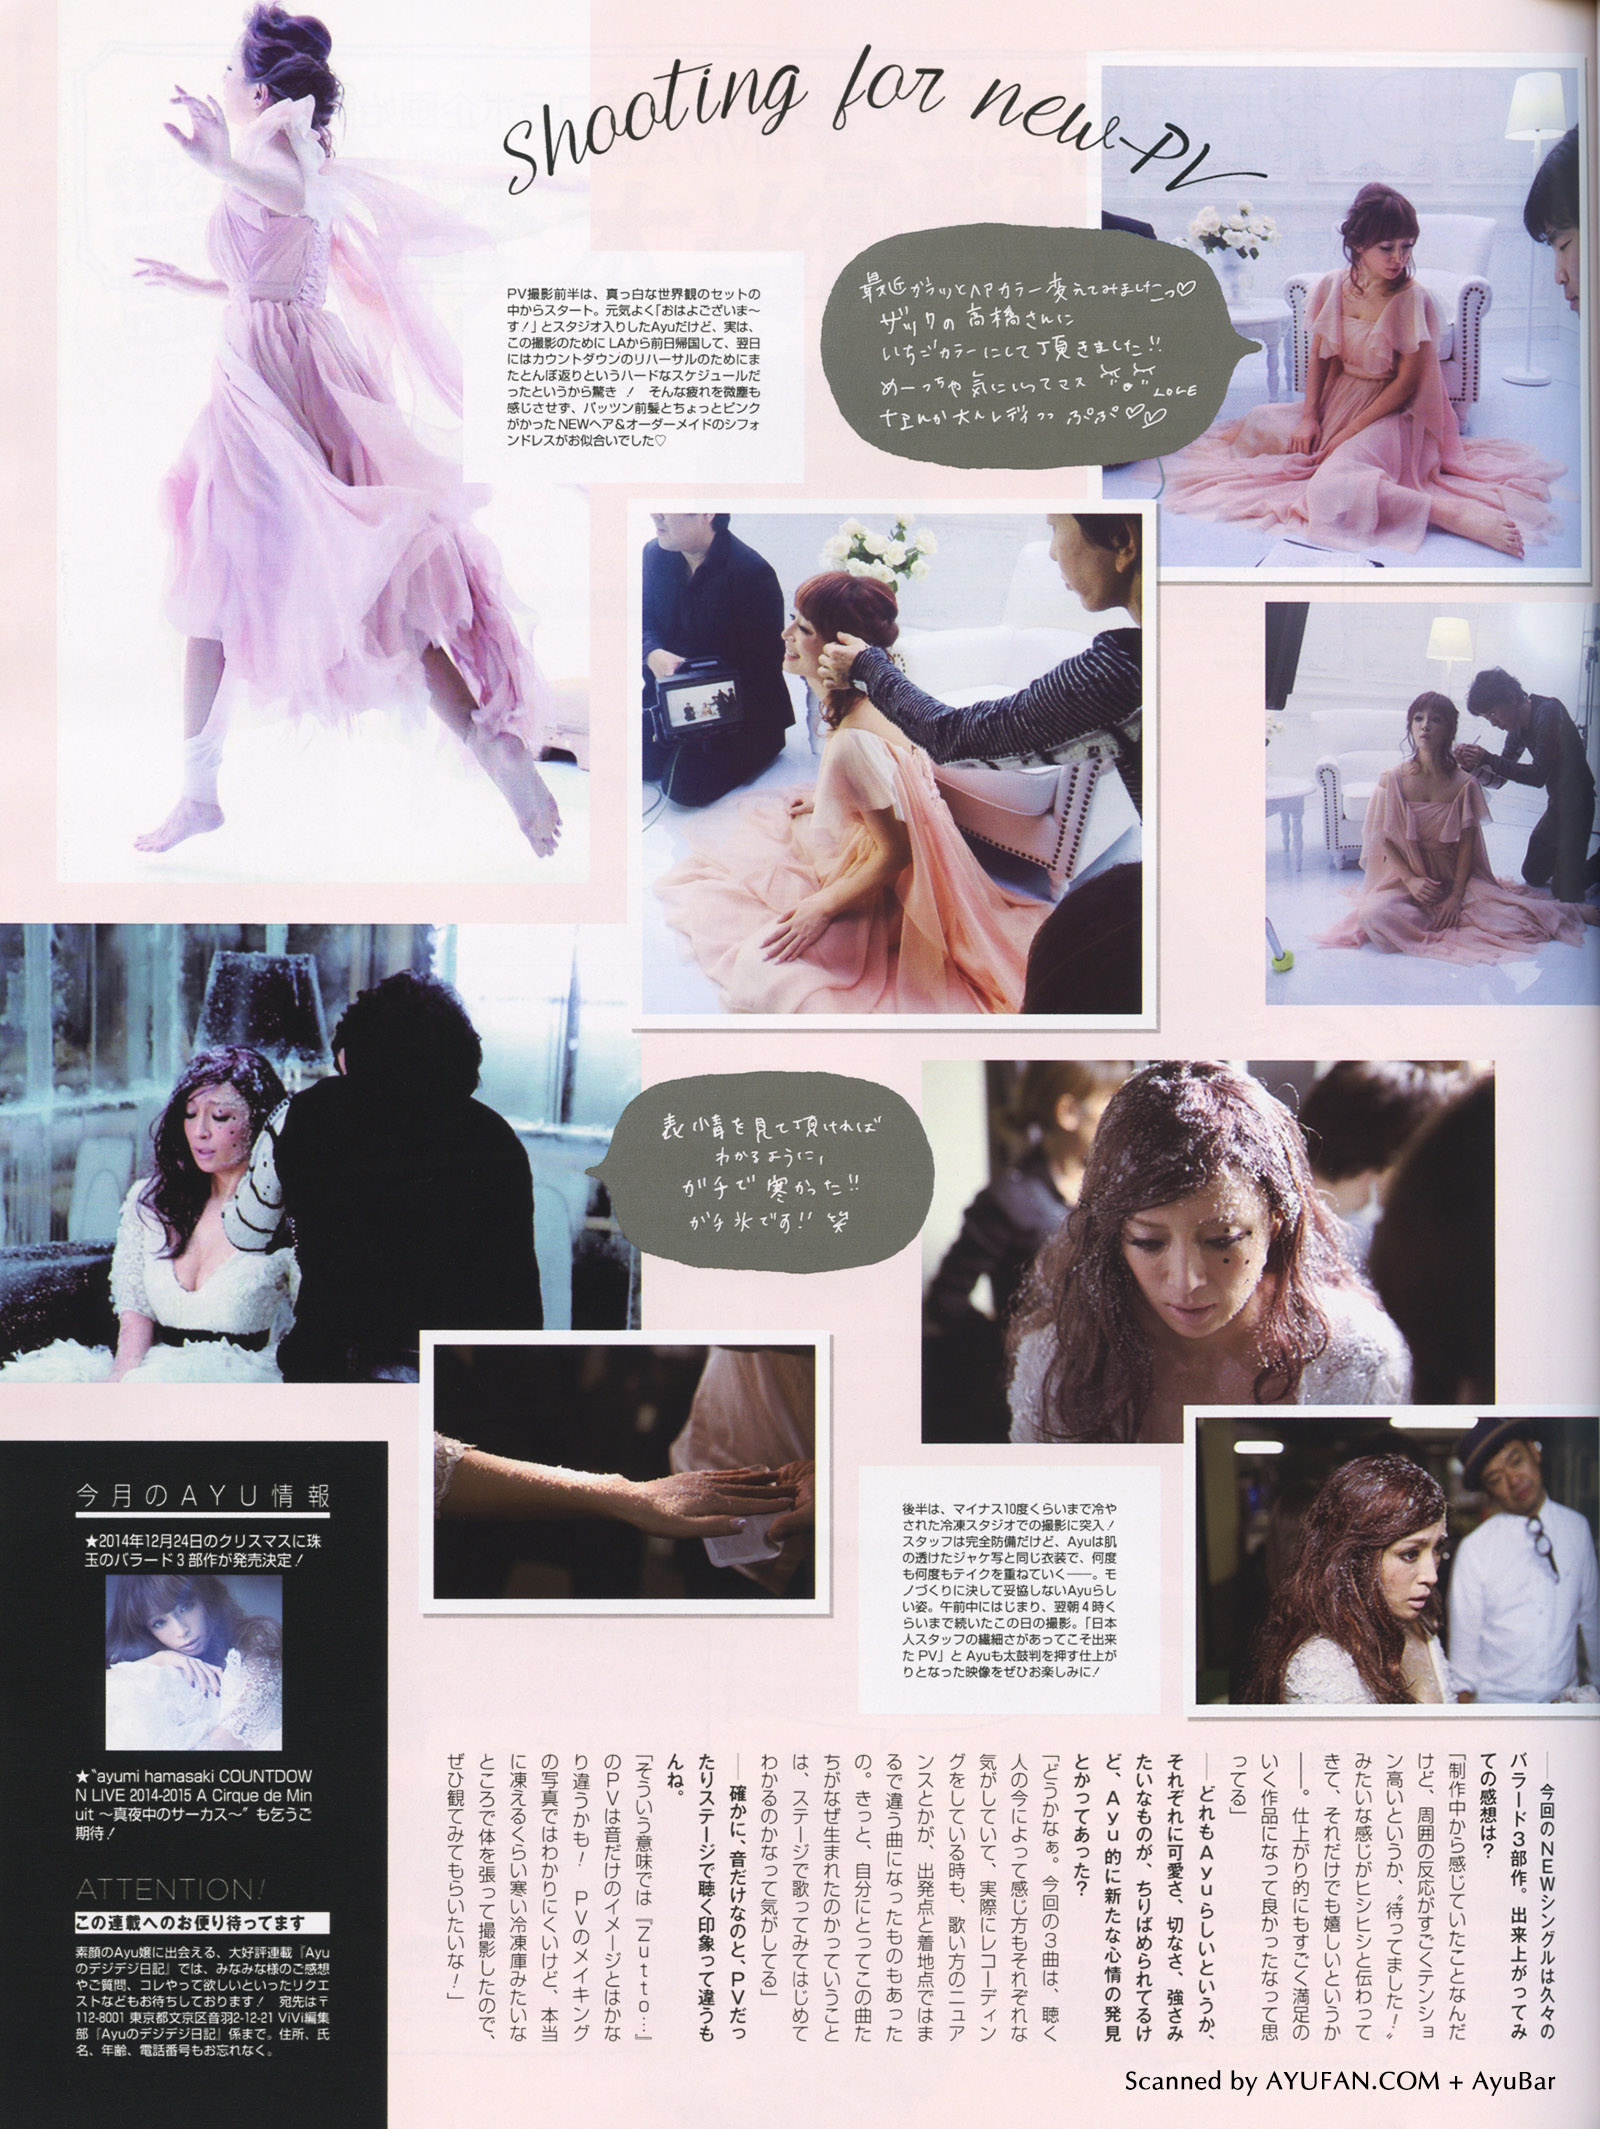 Shooting for new PV
PV撮影前半は、真っ白な世界観のセットの
中からスタート。元気よく「おはよございま〜
す！」とスタジオ入りしたAyuだけど、実は、
この撮影のために LAから前日帰国して、翌日
にはカウントダウンのリハーサルのためにま
たとんぼ返りというハードなスケジュールだ
ったというから驚き ！ そんな疲れを微塵も
感じさせず、パッツン前髪とちょっとピンク
がかった NEWヘア&オーダーメイドのシフォ
ンドレスがお似合いでした♡
最近ガラッとヘアカラー変えてみましたっ♡
ザックの高橋さんに
いちごカラーにして頂きました!!
めーっちゃ気にいってマス LOVE
ぷぷぷ♡♡
表情を見て頂ければ
わかるように,
ガチで寒かった!!
ガチ氷です!! 笑
後半は、マイナス10度くらいまで冷や
された冷凍スタジオでの撮影に突入！
スタッフは完全防備だけど、Ayuは肌
の透けたジャケ写と同じ衣装で、何度
も何度もテイクを重ねていく――。モ
ノづくりに決して妥協しないAyuらし
い姿。午前中にはじまり、翌朝4時く
らいまで続いたこの日の撮影。「日本
人スタッフの繊細さがあってこそ出来
た PV」と Ayuも太鼓判を押す仕上が
りとなった映像をぜひお楽しみに！
今月のAYU情報
★2014年12月24日のクリスマスに珠
玉のバラード3部作が発売決定！
★“ayumi hamasaki COUNTDOW
N LIVE 2014-2015 A Cirque de Min
uit 〜真夜中のサーカス〜”も乞うご
期待！
ATTENTION!
この連載へのお便り待ってます
素顔のAyu嬢に出会える、大好評連載『Ayu
のデジデジ日記』では、みなみな様のご感想
やご質問、コレやって欲しいといったリクエ
ストなどもお待ちしております！ 宛先は〒
112-8001 東京都文京区音羽2-12-21 ViVi編集
部『Ayuのデジデジ日記』係まで。住所、氏
名、年齢、電話番号もお忘れなく。
――今回のNEWシングルは久々の
バラード3部作。出来上がってみ
ての感想は？
「制作中から感じていたことなんだ
けど、周囲の反応がすごくテンショ
ン高いというか、“待ってました！”
みたいな感じがヒシヒシと伝わって
きて、それだけでも嬉しいというか
――。仕上がり的にもすごく満足の
いく作品になって良かったなって思
ってる」
――どれもAyuらしいというか、
それぞれに可愛さ、切なさ、強さみ
たいなものが、ちりばめられてるけ
ど、Ayu的に新たな心情の発見
とかってあった？
「どうかなぁ。今回の3曲は、聴く
人の今によって感じ方もそれぞれな
気がしていて、実際にレコーディン
グをしている時も、歌い方のニュア
ンスとかが、出発点と着地点ではま
るで違う曲になったものもあった
の。きっと、自分にとってこの曲た
ちがなぜ生まれたのかっていうこと
は、ステージで歌ってみてはじめて
わかるのかなって気がしてる」
――確かに、音だけなのと、PVだっ
たりステージで聴く印象って違うも
んね。
「そういう意味では『Zutto…』
のPVは音だけのイメージとはかな
り違うかも！ PVのメイキング
の写真ではわかりにくいけど、本当
に凍えるくらい寒い冷凍庫みたいな
ところで体を張って撮影したので、
ぜひ観てみてもらいたいな！」
Scanned by AYUFAN.COM + AyuBar